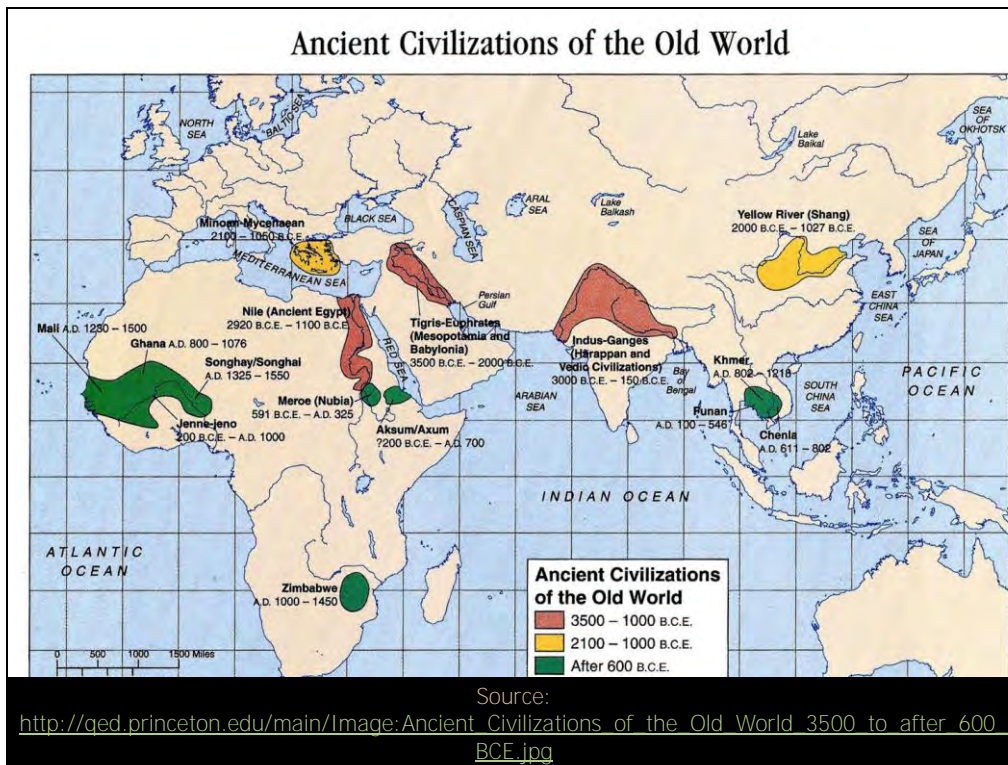 Ancient Civilizations of the Old World
NORTH
SEA
BALTIC SEA
SEA
OF
OKHOTSK
Lake
Baikal
BLACK SEA
CASPIAN SEA
ARAL
SEA
Lake
Balkash
Yellow River (Shang)
2000 B.C.E. – 1027 B.C.E.
SEA
OF
JAPAN
Minoan-Mycenaean
2100 – 1050 B.C.E.
MEDITERRANEAN SEA
Persian
Gulf
EAST
CHINA
SEA
Nile (Ancient Egypt)
2920 B.C.E. – 1100 B.C.E.
Tigris-Euphrates
(Mesopotamia and
Babylonia)
3500 B.C.E. – 2000 B.C.E.
RED SEA
Indus-Ganges
(Harappan and
Vedic Civilizations)
3000 B.C.E. – 150 B.C.E.
Mali A.D. 1230 – 1500
Ghana A.D. 800 – 1076
Songhay/Songhai
A.D. 1325 – 1550
Jenne-jeno
200 B.C.E. – A.D. 1000
Meroe (Nubia)
591 B.C.E. – A.D. 325
Aksum/Axum
?200 B.C.E. – A.D. 700
ARABIAN
SEA
Bay
of
Bengal
Khmer
A.D. 802 – 1218
Funan
A.D. 100 – 546
Chenla
A.D. 611 – 802
SOUTH
CHINA
SEA
PACIFIC
OCEAN
INDIAN OCEAN
ATLANTIC
OCEAN
Zimbabwe
A.D. 1000 – 1450
Ancient Civilizations
of the Old World
3500 – 1000 B.C.E.
2100 – 1000 B.C.E.
After 600 B.C.E.
0 500 1000 1500 Miles
Source:
http://qed.princeton.edu/main/Image:Ancient_Civilizations_of_the_Old_World_3500_to_after_600_
BCE.jpg